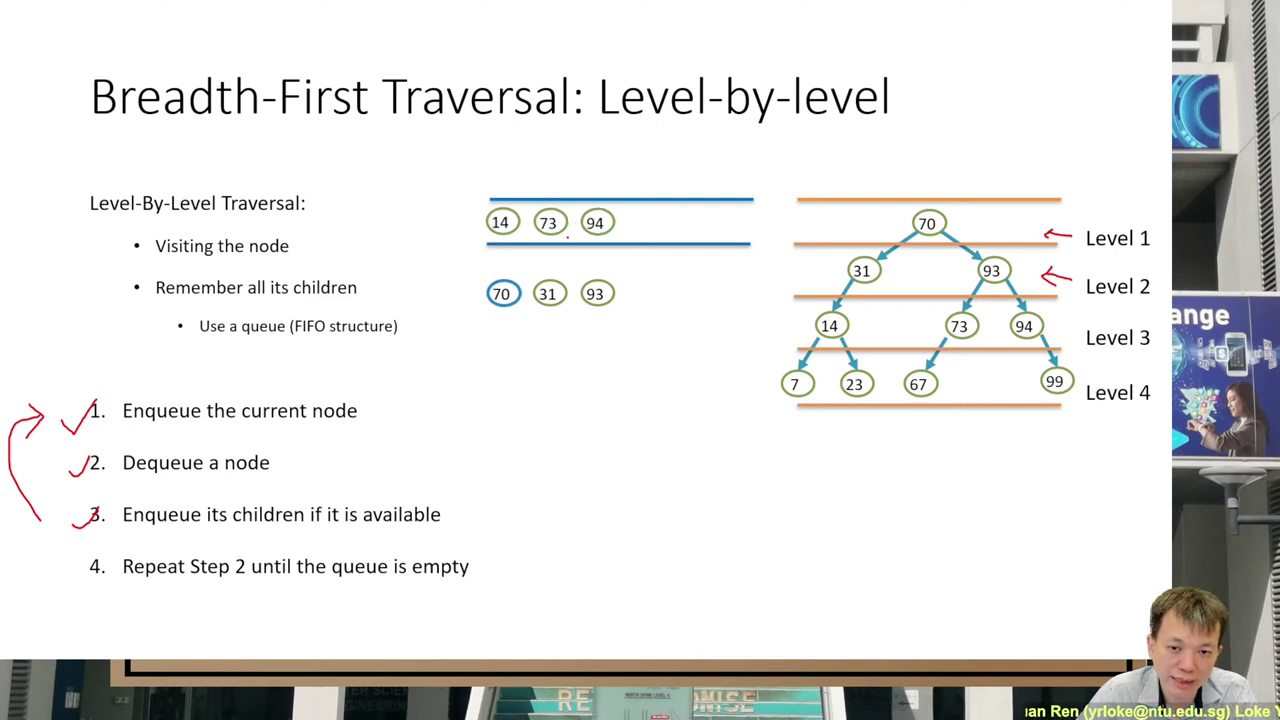 Breadth-First Traversal: Level-by-level
Level-By-Level Traversal:
• Visiting the node
• Remember all its children
• Use a queue (FIFO structure)
14 73 94
70 31 93
1. Enqueue the current node
2. Dequeue a node
3. Enqueue its children if it is available
4. Repeat Step 2 until the queue is empty
70
Level 1
31 93
Level 2
14 73 94
Level 3
7 23 67 99
Level 4
ange
NORTH SPINE LEVEL 4
(yrloke@ntu.edu.sg) Loke